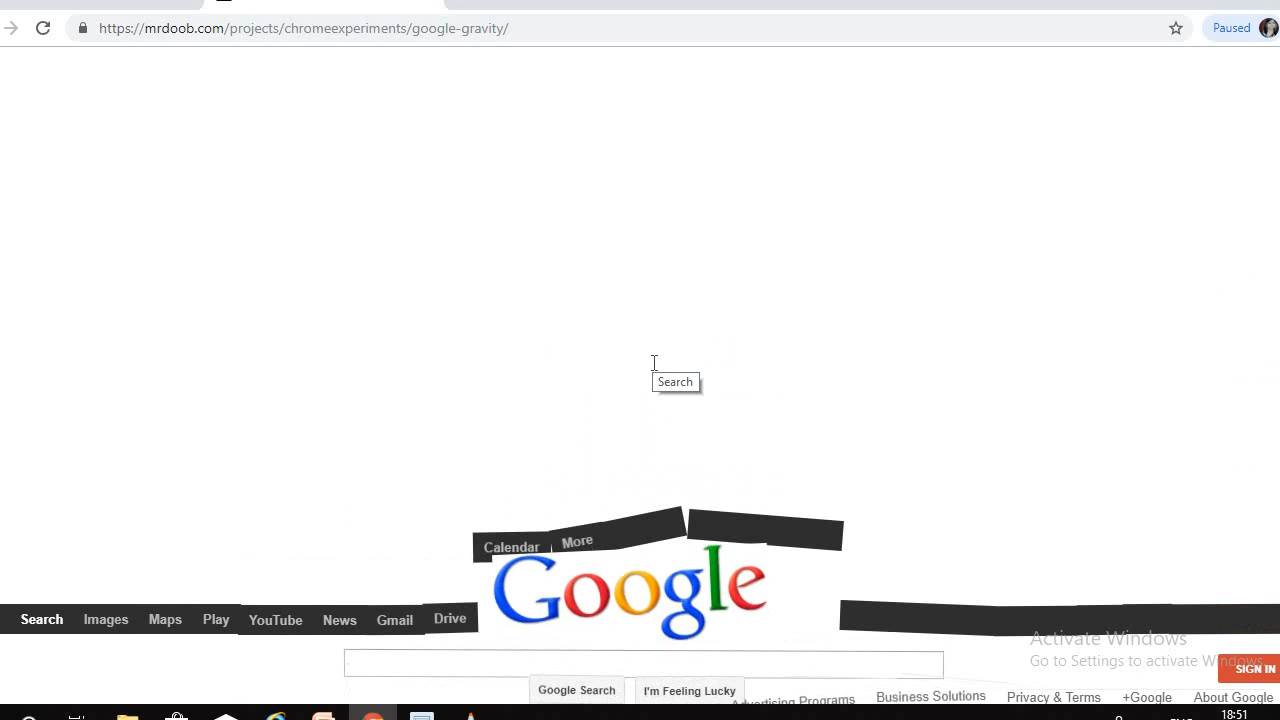 https://mrdoob.com/projects/chromeexperiments/google-gravity/
Paused
Search
Calendar
More
Google
Search Images Maps Play YouTube News Gmail Drive
Activate Windows
Go to Settings to activate Windows.
SIGN IN
Google Search
I'm Feeling Lucky
Advertising Programs
Business Solutions
Privacy & Terms
+Google
About Google
18:51